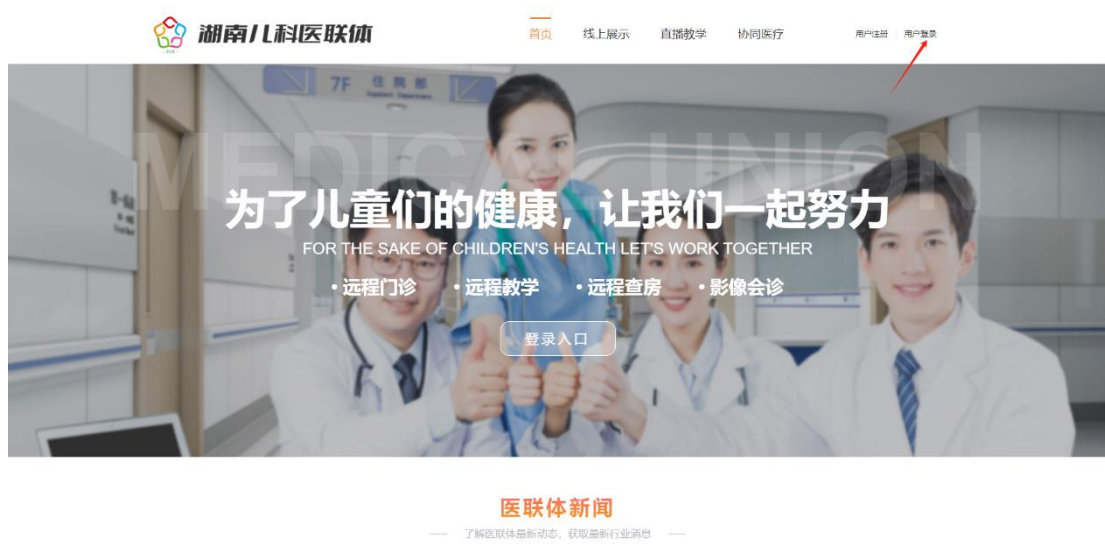 湖南儿科医联体
首页 线上展示 直播教学 协同医疗 用户注册 用户登录
7F 住院部
Inpatient Department
MEDICAL UNION
为了儿童们的健康，让我们一起努力
FOR THE SAKE OF CHILDREN'S HEALTH LET'S WORK TOGETHER
·远程门诊 ·远程教学 ·远程查房 ·影像会诊
登录入口
医联体新闻
了解医联体最新动态，获取最新行业消息